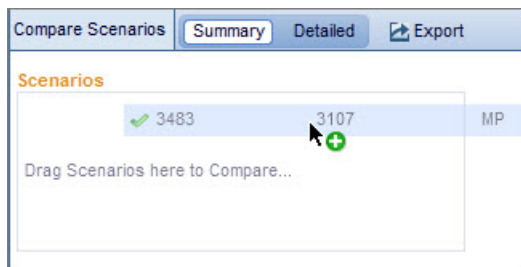 Compare Scenarios Summary Detailed Export
Scenarios
3483 3107 MP
Drag Scenarios here to Compare...